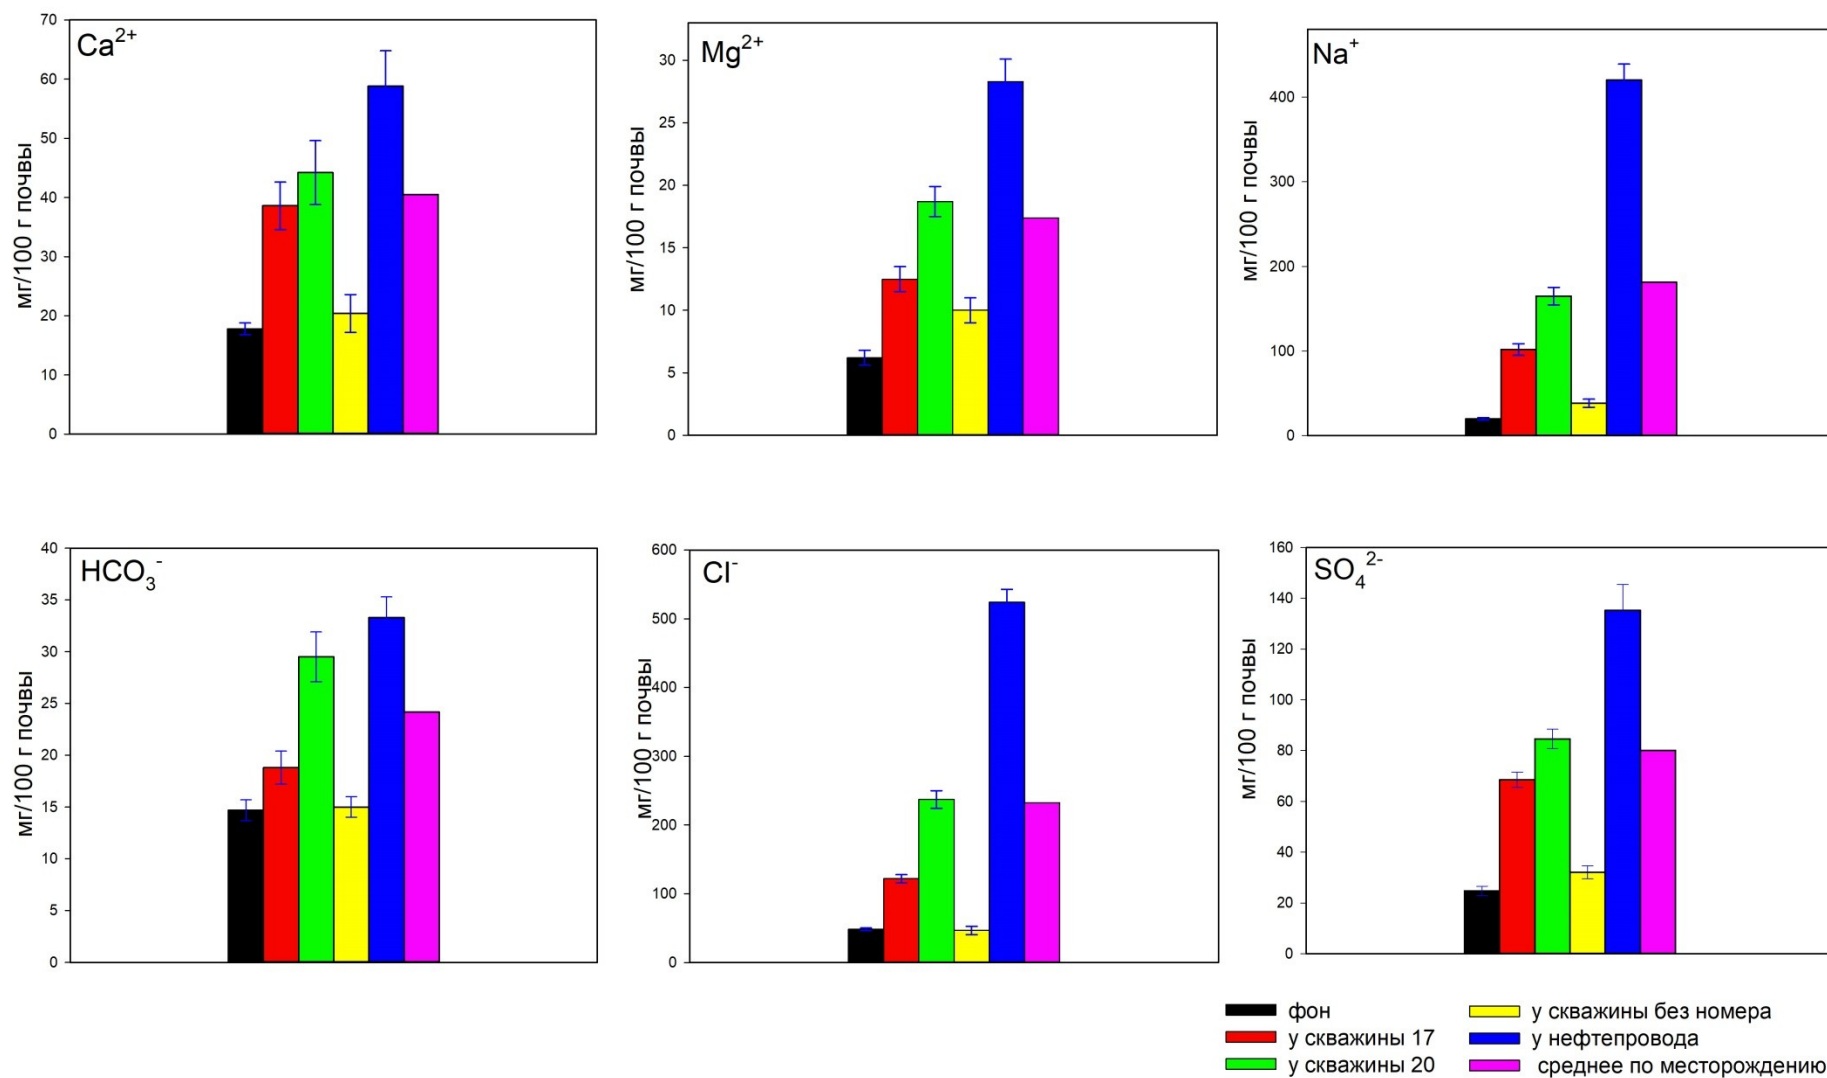 Ca2+
мг/100 г почвы
70
60
50
40
30
20
10
0
Mg2+
мг/100 г почвы
30
25
20
15
10
5
0
Na+
мг/100 г почвы
400
300
200
100
0
HCO3-
мг/100 г почвы
40
35
30
25
20
15
10
5
0
Cl-
мг/100 г почвы
600
500
400
300
200
100
0
SO42-
мг/100 г почвы
160
140
120
100
80
60
40
20
0
фон
у скважины 17
у скважины 20
у скважины без номера
у нефтепровода
среднее по месторождению